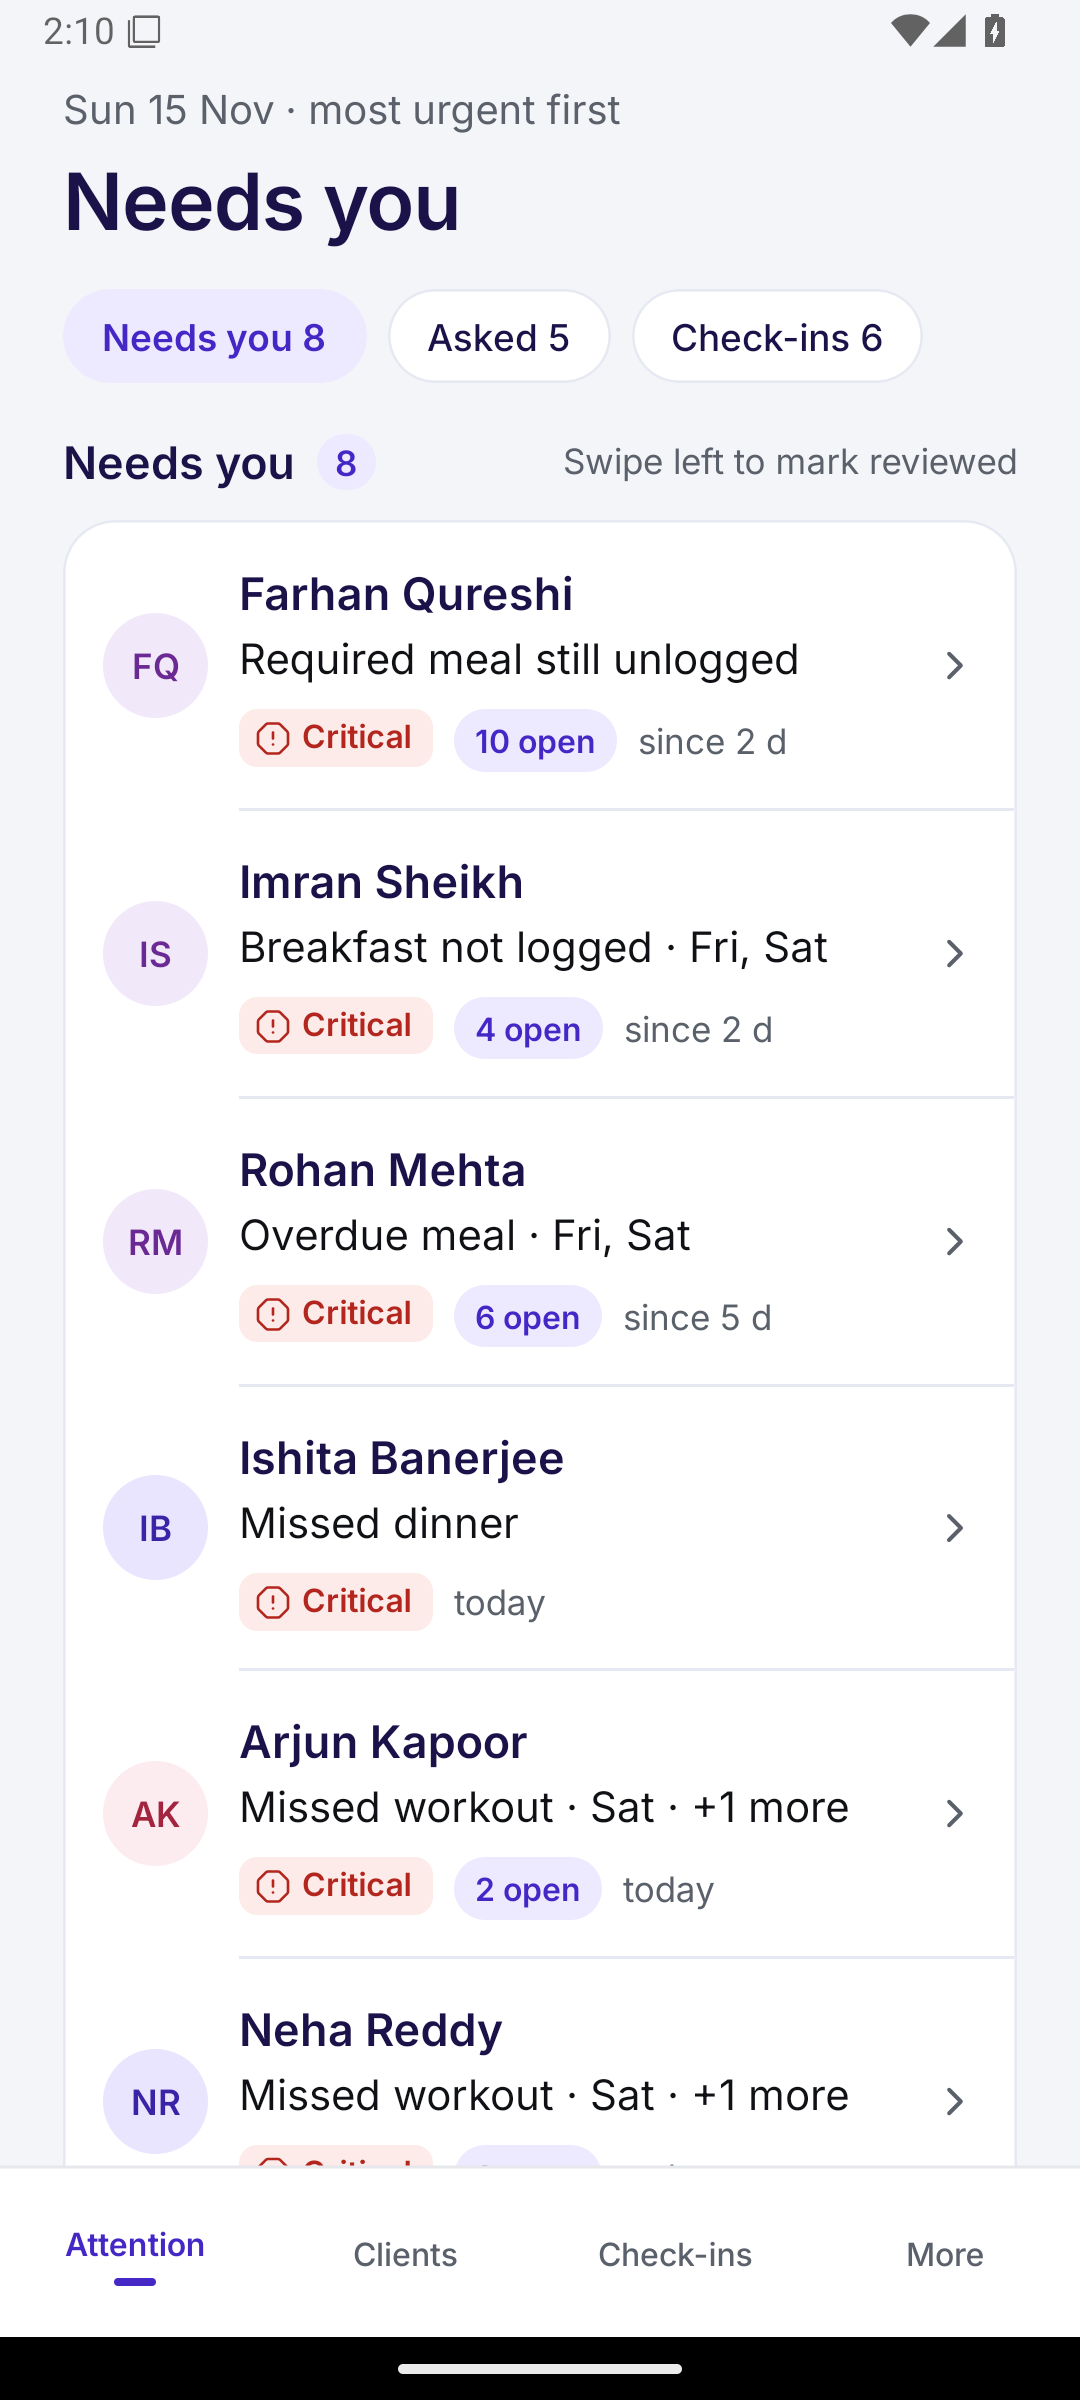 2:10
Sun 15 Nov · most urgent first
Needs you
Needs you 8
Asked 5
Check-ins 6
Needs you 8
Swipe left to mark reviewed
FQ
Farhan Qureshi
Required meal still unlogged
Critical
10 open
since 2 d
IS
Imran Sheikh
Breakfast not logged · Fri, Sat
Critical
4 open
since 2 d
RM
Rohan Mehta
Overdue meal · Fri, Sat
Critical
6 open
since 5 d
IB
Ishita Banerjee
Missed dinner
Critical
today
AK
Arjun Kapoor
Missed workout · Sat · +1 more
Critical
2 open
today
NR
Neha Reddy
Missed workout · Sat · +1 more
Attention
Clients
Check-ins
More